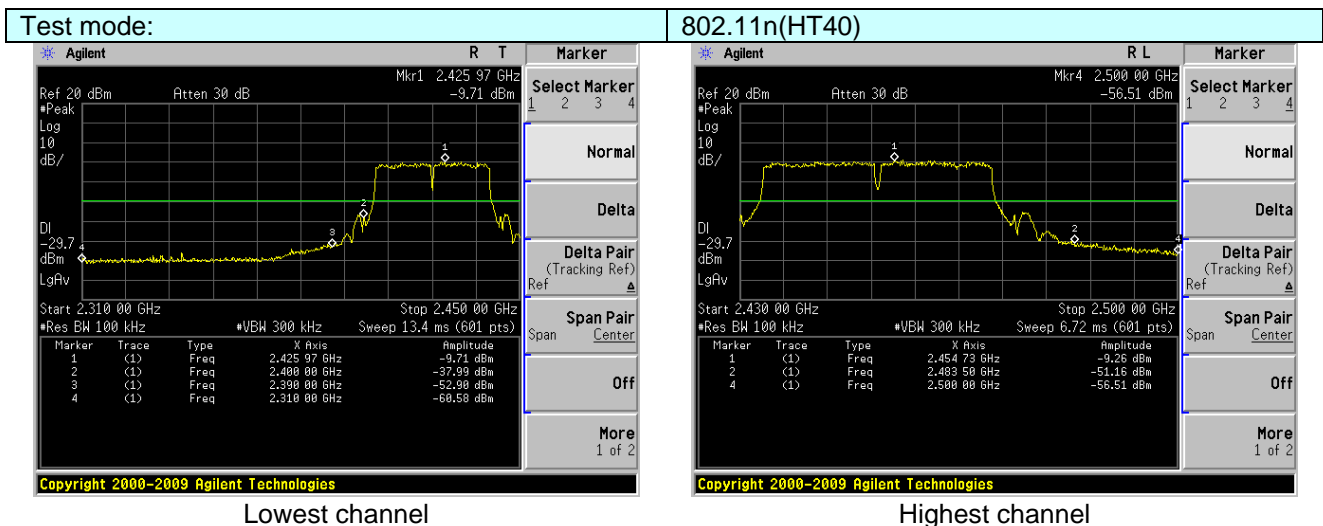 Test mode: 802.11n(HT40)
Agilent R T Marker
Mkr1 2.425 97 GHz
Ref 20 dBm Atten 30 dB -9.71 dBm
#Peak
Log
10
dB/
1
2
3
4
DI
-29.7
dBm
LgAv
Start 2.310 00 GHz Stop 2.450 00 GHz
#Res BW 100 kHz #VBW 300 kHz Sweep 13.4 ms (601 pts)
Marker Trace Type X Axis Amplitude
1 (1) Freq 2.425 97 GHz -9.71 dBm
2 (1) Freq 2.400 00 GHz -37.99 dBm
3 (1) Freq 2.390 00 GHz -52.90 dBm
4 (1) Freq 2.310 00 GHz -60.58 dBm
Select Marker
1 2 3 4
Normal
Delta
Delta Pair
(Tracking Ref)
Ref Δ
Span Pair
Span Center
Off
More
1 of 2
Copyright 2000-2009 Agilent Technologies
Lowest channel
Agilent R L Marker
Mkr4 2.500 00 GHz
Ref 20 dBm Atten 30 dB -56.51 dBm
#Peak
Log
10
dB/
1
2
4
DI
-29.7
dBm
LgAv
Start 2.430 00 GHz Stop 2.500 00 GHz
#Res BW 100 kHz #VBW 300 kHz Sweep 6.72 ms (601 pts)
Marker Trace Type X Axis Amplitude
1 (1) Freq 2.454 73 GHz -9.26 dBm
2 (1) Freq 2.483 50 GHz -51.16 dBm
4 (1) Freq 2.500 00 GHz -56.51 dBm
Select Marker
1 2 3 4
Normal
Delta
Delta Pair
(Tracking Ref)
Ref Δ
Span Pair
Span Center
Off
More
1 of 2
Copyright 2000-2009 Agilent Technologies
Highest channel